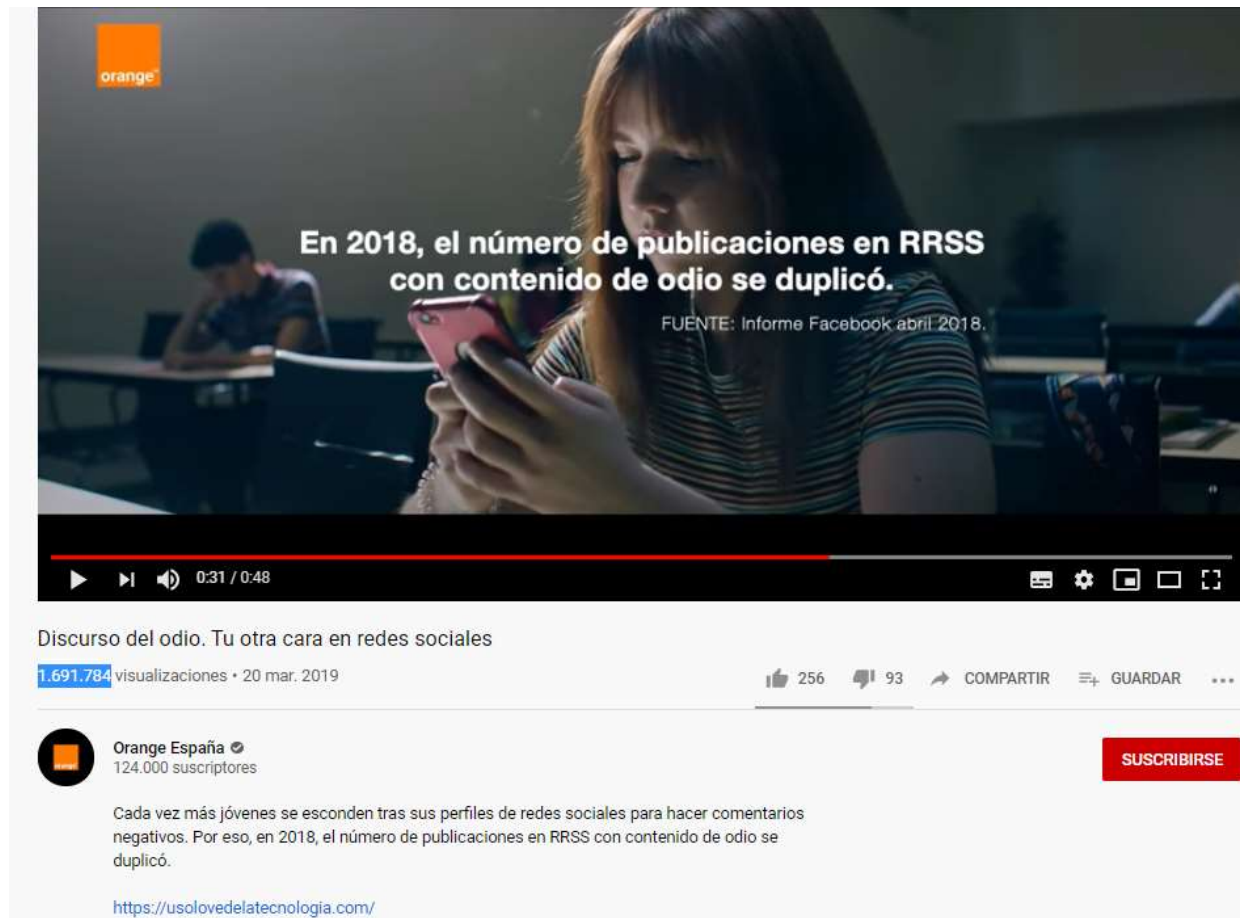 orange
En 2018, el número de publicaciones en RRSS
con contenido de odio se duplicó.
FUENTE: Informe Facebook abril 2018.
0:31 / 0:48
Discurso del odio. Tu otra cara en redes sociales
1.691.784 visualizaciones • 20 mar. 2019
256 93 COMPARTIR GUARDAR
Orange España
124.000 suscriptores
SUSCRIBIRSE
Cada vez más jóvenes se esconden tras sus perfiles de redes sociales para hacer comentarios
negativos. Por eso, en 2018, el número de publicaciones en RRSS con contenido de odio se
duplicó.
https://usolovedelatecnologia.com/